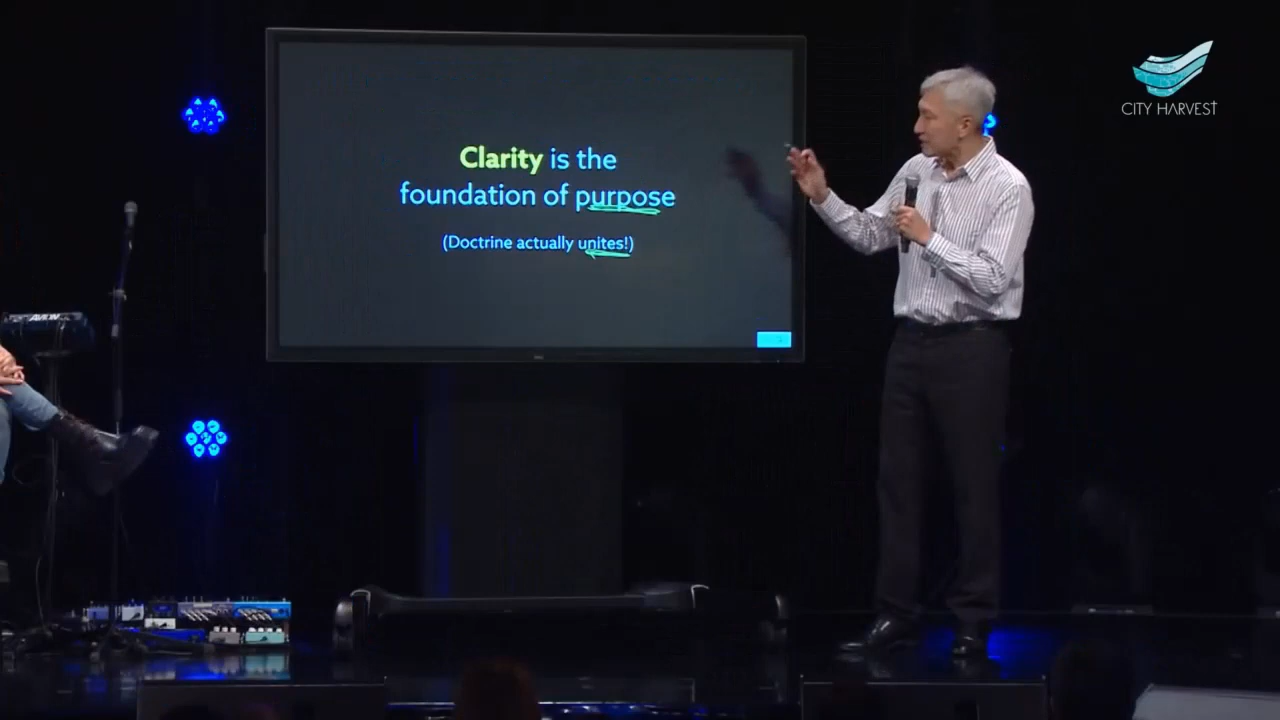 CITY HARVEST
Clarity is the
foundation of purpose
(Doctrine actually unites!)